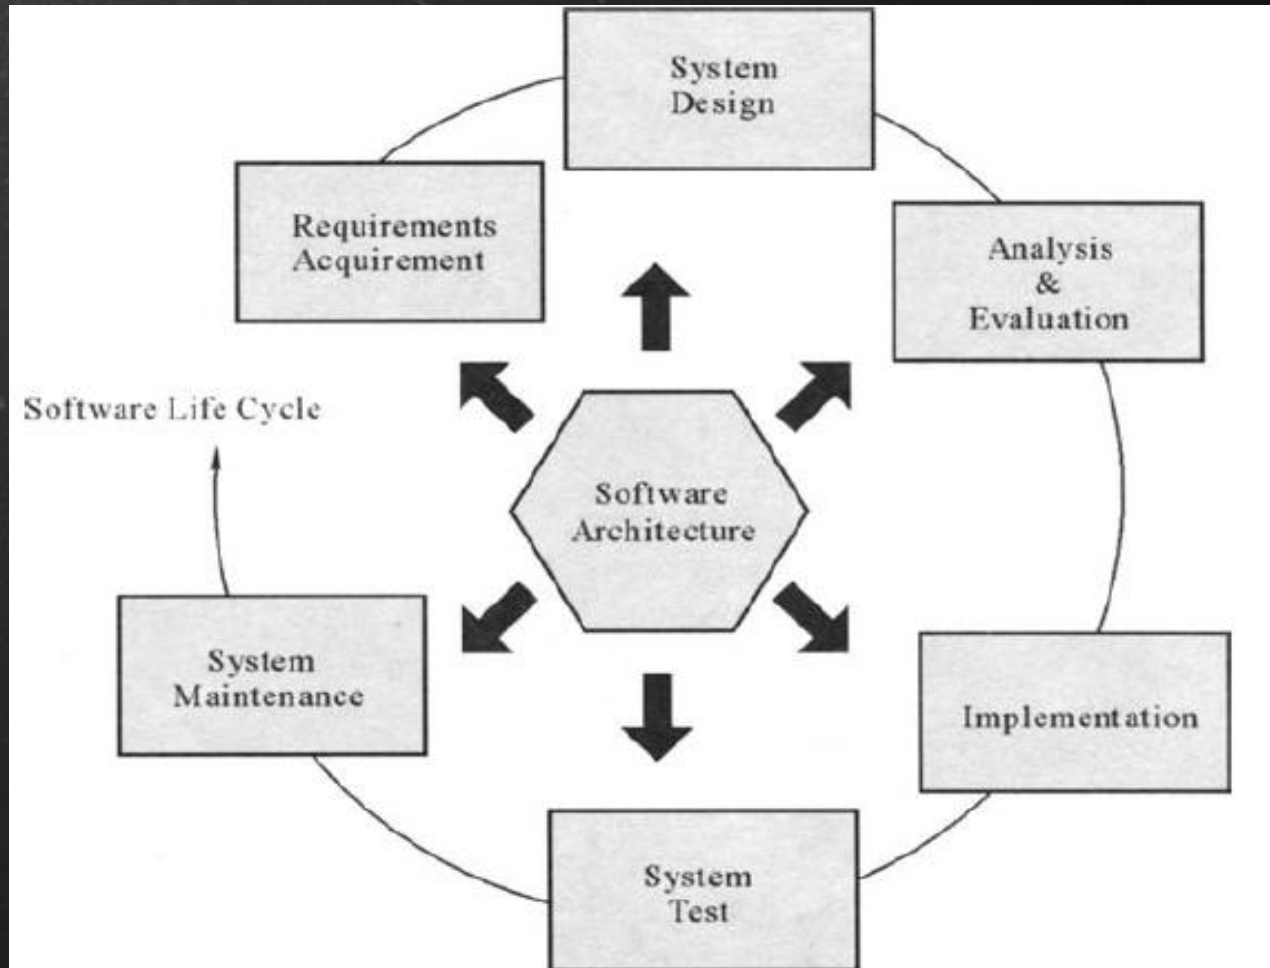 System
Design
Requirements
Acquirement
Analysis
&
Evaluation
Software Life Cycle
Software
Architecture
System
Maintenance
Implementation
System
Test